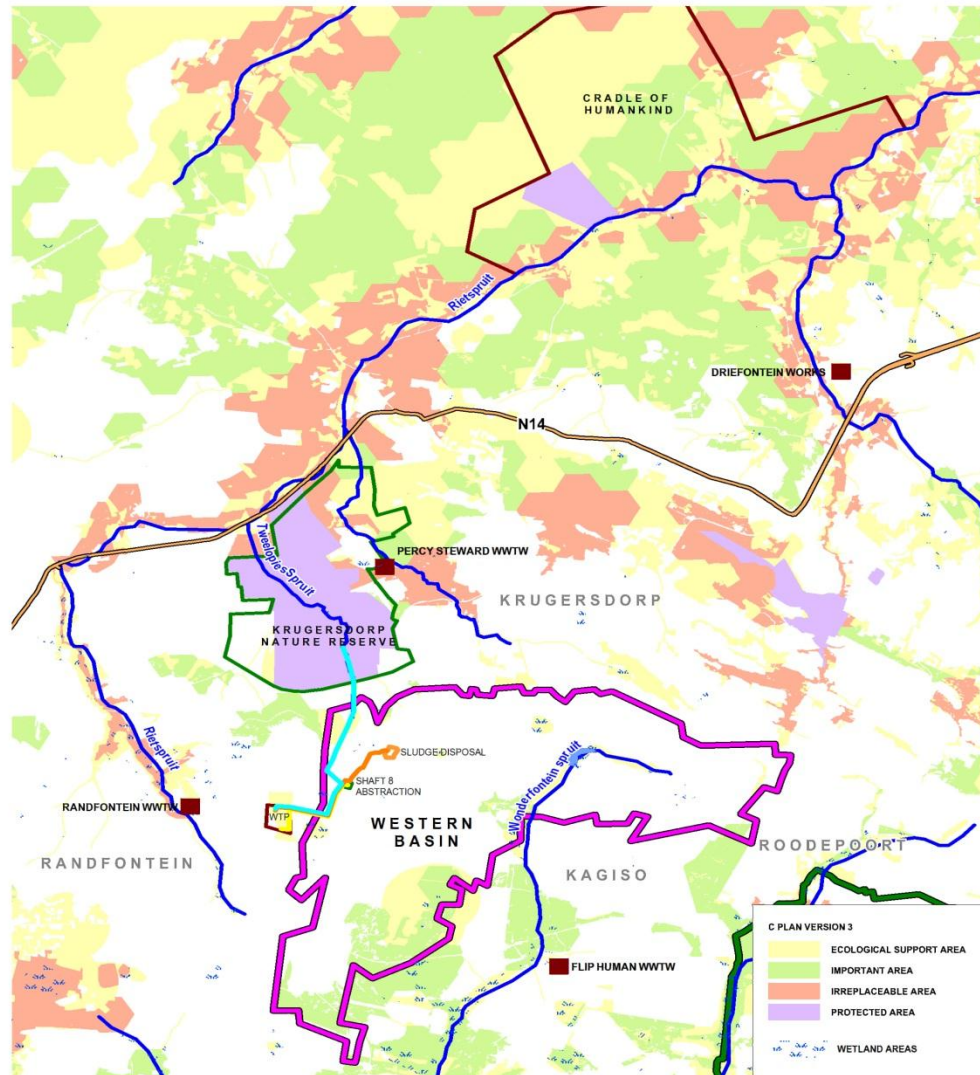 CRADLE OF
HUMANKIND
Rietspruit
DRIEFONTEIN WORKS
N14
TweelopiesSpruit
PERCY STEWARD WWTW
KRUGERSDORP
KRUGERSDORP
NATURE RESERVE
Rietspruit
SLUDGE DISPOSAL
SHAFT 8
ABSTRACTION
WTP
Wonderfontein spruit
RANDFONTEIN WWTW
WESTERN
BASIN
RANDFONTEIN
KAGISO
ROODEPOORT
FLIP HUMAN WWTW
C PLAN VERSION 3
ECOLOGICAL SUPPORT AREA
IMPORTANT AREA
IRREPLACEABLE AREA
PROTECTED AREA
WETLAND AREAS